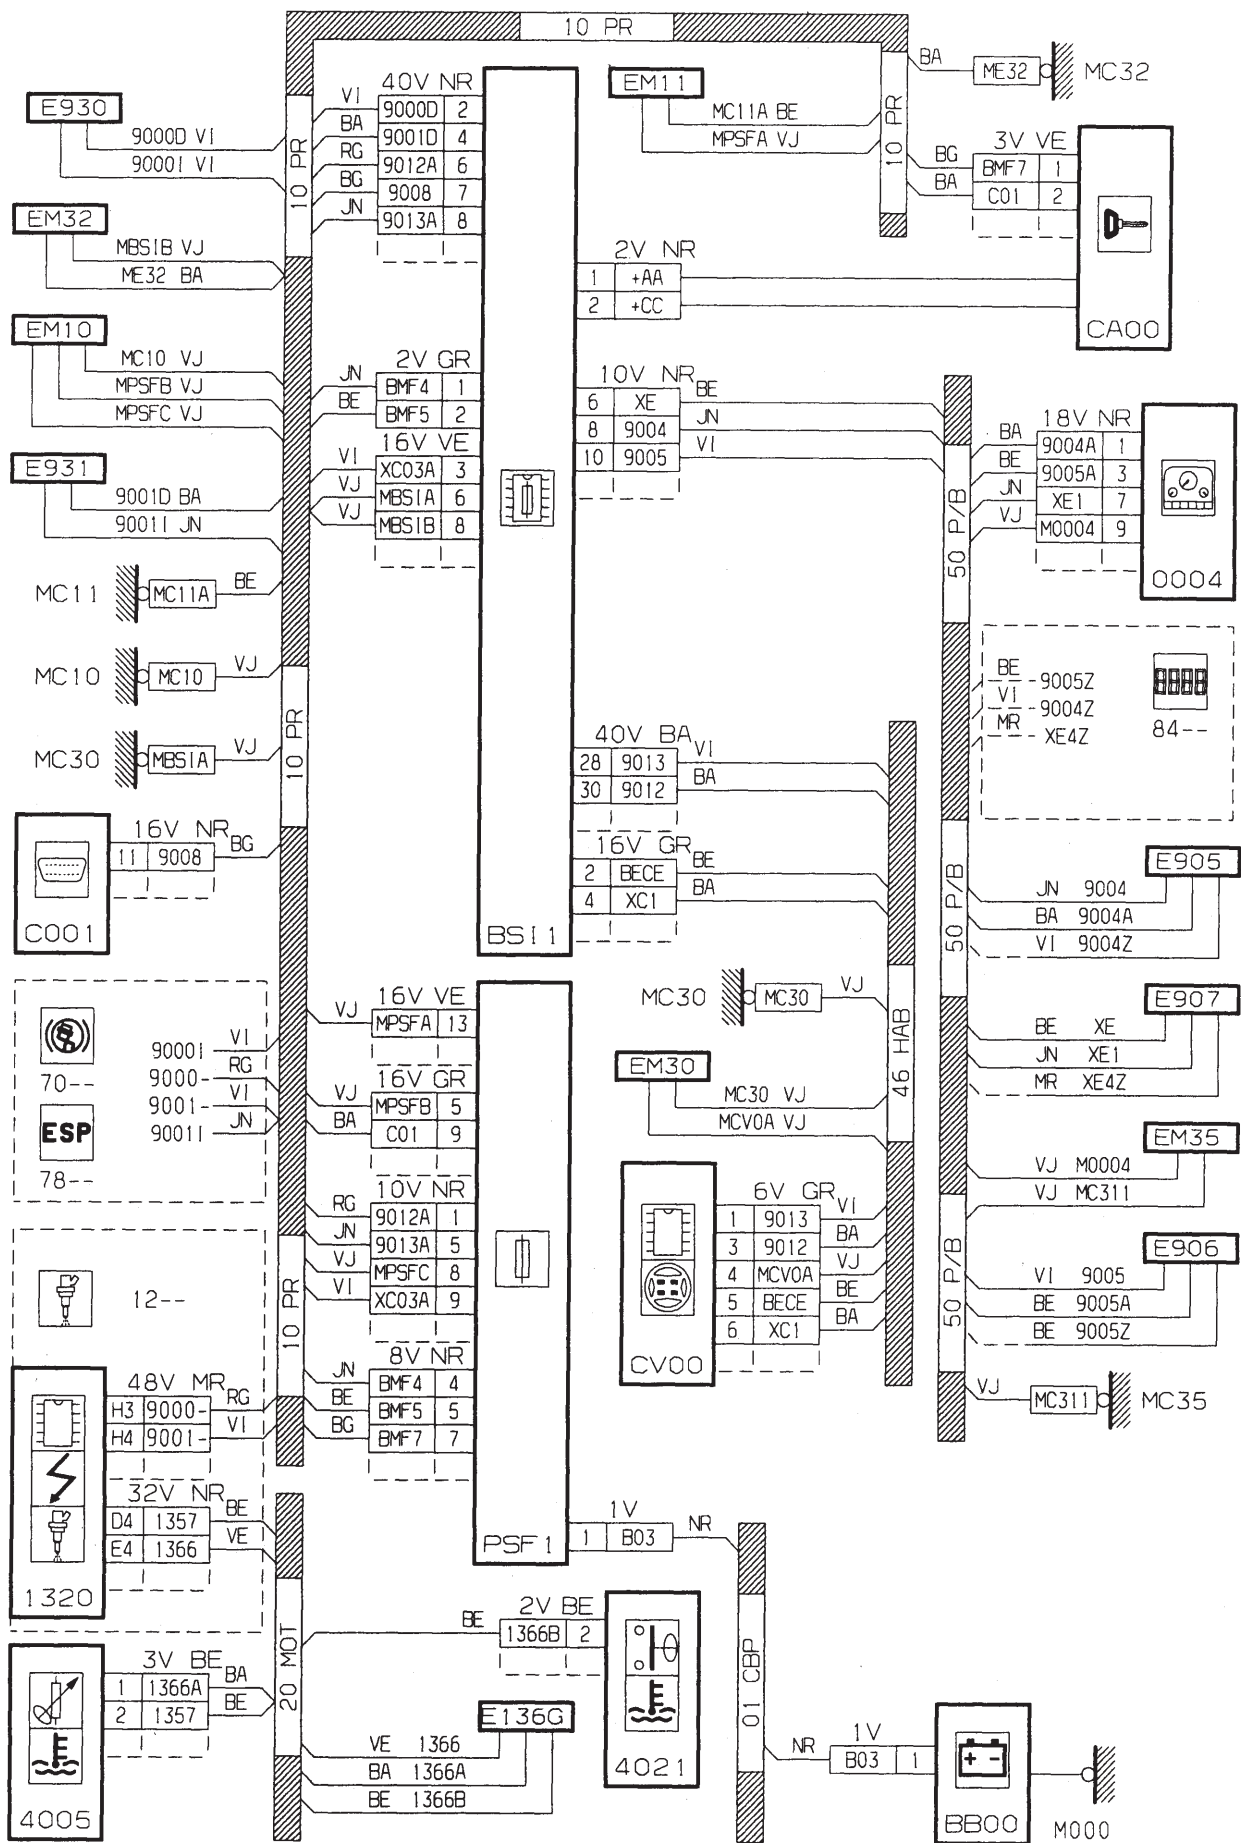 10 PR
E930
9000D VI
9000I VI
EM32
MBSIB VJ
ME32 BA
EM10
MC10 VJ
MPSFB VJ
MPSFC VJ
E931
9001D BA
9001I JN
MC11
MC11A
BE
MC10
MC10
VJ
MC30
MBSIA
VJ
10 PR
10 PR
16V NR
BG
11 9008
C001
40V NR
VI 9000D 2
BA 9001D 4
RG 9012A 6
BG 9008 7
JN 9013A 8
2V GR
JN BMF4 1
BE BMF5 2
16V VE
VI XC03A 3
VJ MBSIA 6
VJ MBSIB 8
BSI1
EM11
MC11A BE
MPSFA VJ
10 PR
BA
ME32
MC32
3V VE
BG BMF7 1
BA C01 2
CA00
2V NR
1 +AA
2 +CC
10V NR
6 XE BE
8 9004 JN
10 9005 VI
50 P/B
18V NR
BA 9004A 1
BE 9005A 3
JN XE1 7
VJ M0004 9
0004
BE 9005Z
VI 9004Z
MR XE4Z
84--
40V BA
28 9013 VI
30 9012 BA
16V GR
2 BECE BE
4 XC1 BA
50 P/B
E905
JN 9004
BA 9004A
VI 9004Z
E907
BE XE
JN XE1
MR XE4Z
EM35
VJ M0004
VJ MC311
50 P/B
E906
VI 9005
BE 9005A
BE 9005Z
VJ
MC311
MC35
MC30
MC30
VJ
46 HAB
EM30
MC30 VJ
MCV0A VJ
6V GR
1 9013 VI
3 9012 BA
4 MCV0A VJ
5 BECE BE
6 XC1 BA
CV00
70--
ESP
78--
9000I VI
9000- RG
9001- VI
9001I JN
16V VE
VJ MPSFA 13
16V GR
VJ MPSFB 5
BA C01 9
10V NR
RG 9012A 1
JN 9013A 5
VJ MPSFC 8
VI XC03A 9
8V NR
JN BMF4 4
BE BMF5 5
BG BMF7 7
PSF1
1V
1 B03 NR
10 PR
12--
48V MR
H3 9000- RG
H4 9001- VI
32V NR
D4 1357 BE
E4 1366 VE
1320
20 MOT
3V BE
1 1366A BA
2 1357 BE
4005
2V BE
BE 1366B 2
4021
E136G
VE 1366
BA 1366A
BE 1366B
01 CBP
NR
1V
B03 1
BB00
M000